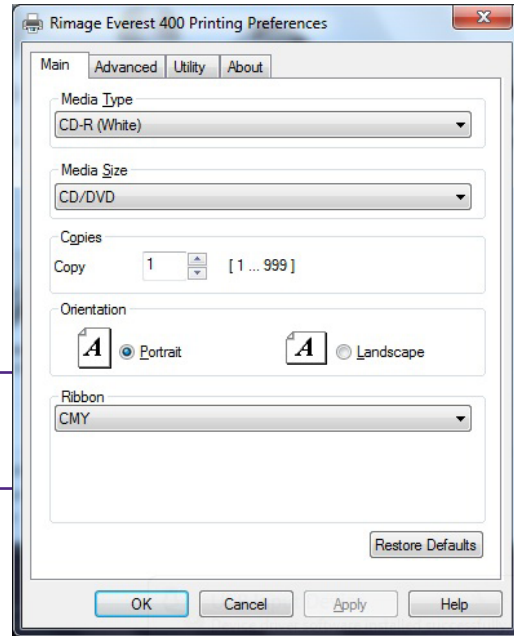 Rimage Everest 400 Printing Preferences
Main Advanced Utility About
Media Type
CD-R (White)
Media Size
CD/DVD
Copies
Copy 1 [ 1 ... 999 ]
Orientation
A Portrait A Landscape
Ribbon
CMY
Restore Defaults
OK Cancel Apply Help